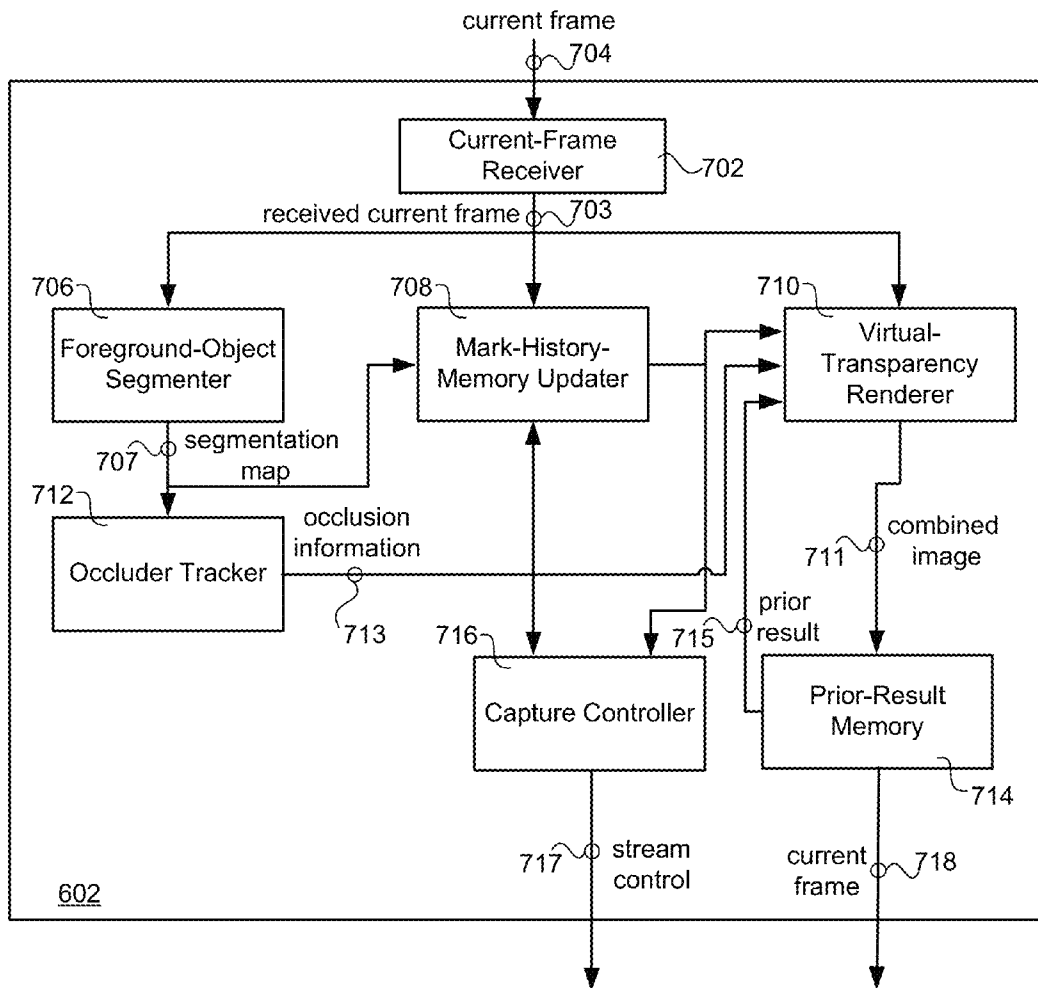 current frame
704
Current-Frame
Receiver
702
received current frame
703
706
708
710
Foreground-Object
Segmenter
Mark-History-
Memory Updater
Virtual-
Transparency
Renderer
707
segmentation
map
712
Occluder Tracker
occlusion
information
713
711
combined
image
715
prior
result
716
Capture Controller
Prior-Result
Memory
714
717
stream
control
current
frame
718
602